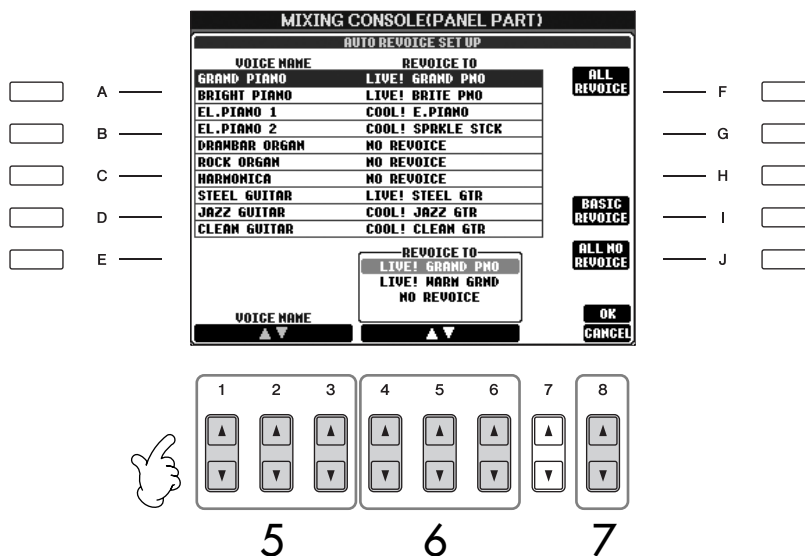 MIXING CONSOLE(PANEL PART)
AUTO REVOICE SET UP
VOICE NAME REVOICE TO
GRAND PIANO LIVE! GRAND PNO
BRIGHT PIANO LIVE! BRITE PNO
EL.PIANO 1 COOL! E.PIANO
EL.PIANO 2 COOL! SPRKLE STCK
DRAWBAR ORGAN NO REVOICE
ROCK ORGAN NO REVOICE
HARMONICA NO REVOICE
STEEL GUITAR LIVE! STEEL GTR
JAZZ GUITAR COOL! JAZZ GTR
CLEAN GUITAR COOL! CLEAN GTR
ALL REVOICE
BASIC REVOICE
ALL NO REVOICE
REVOICE TO
LIVE! GRAND PNO
LIVE! WARM GRND
NO REVOICE
VOICE NAME
OK
CANCEL
A
B
C
D
E
F
G
H
I
J
1 2 3 4 5 6 7 8
5 6 7